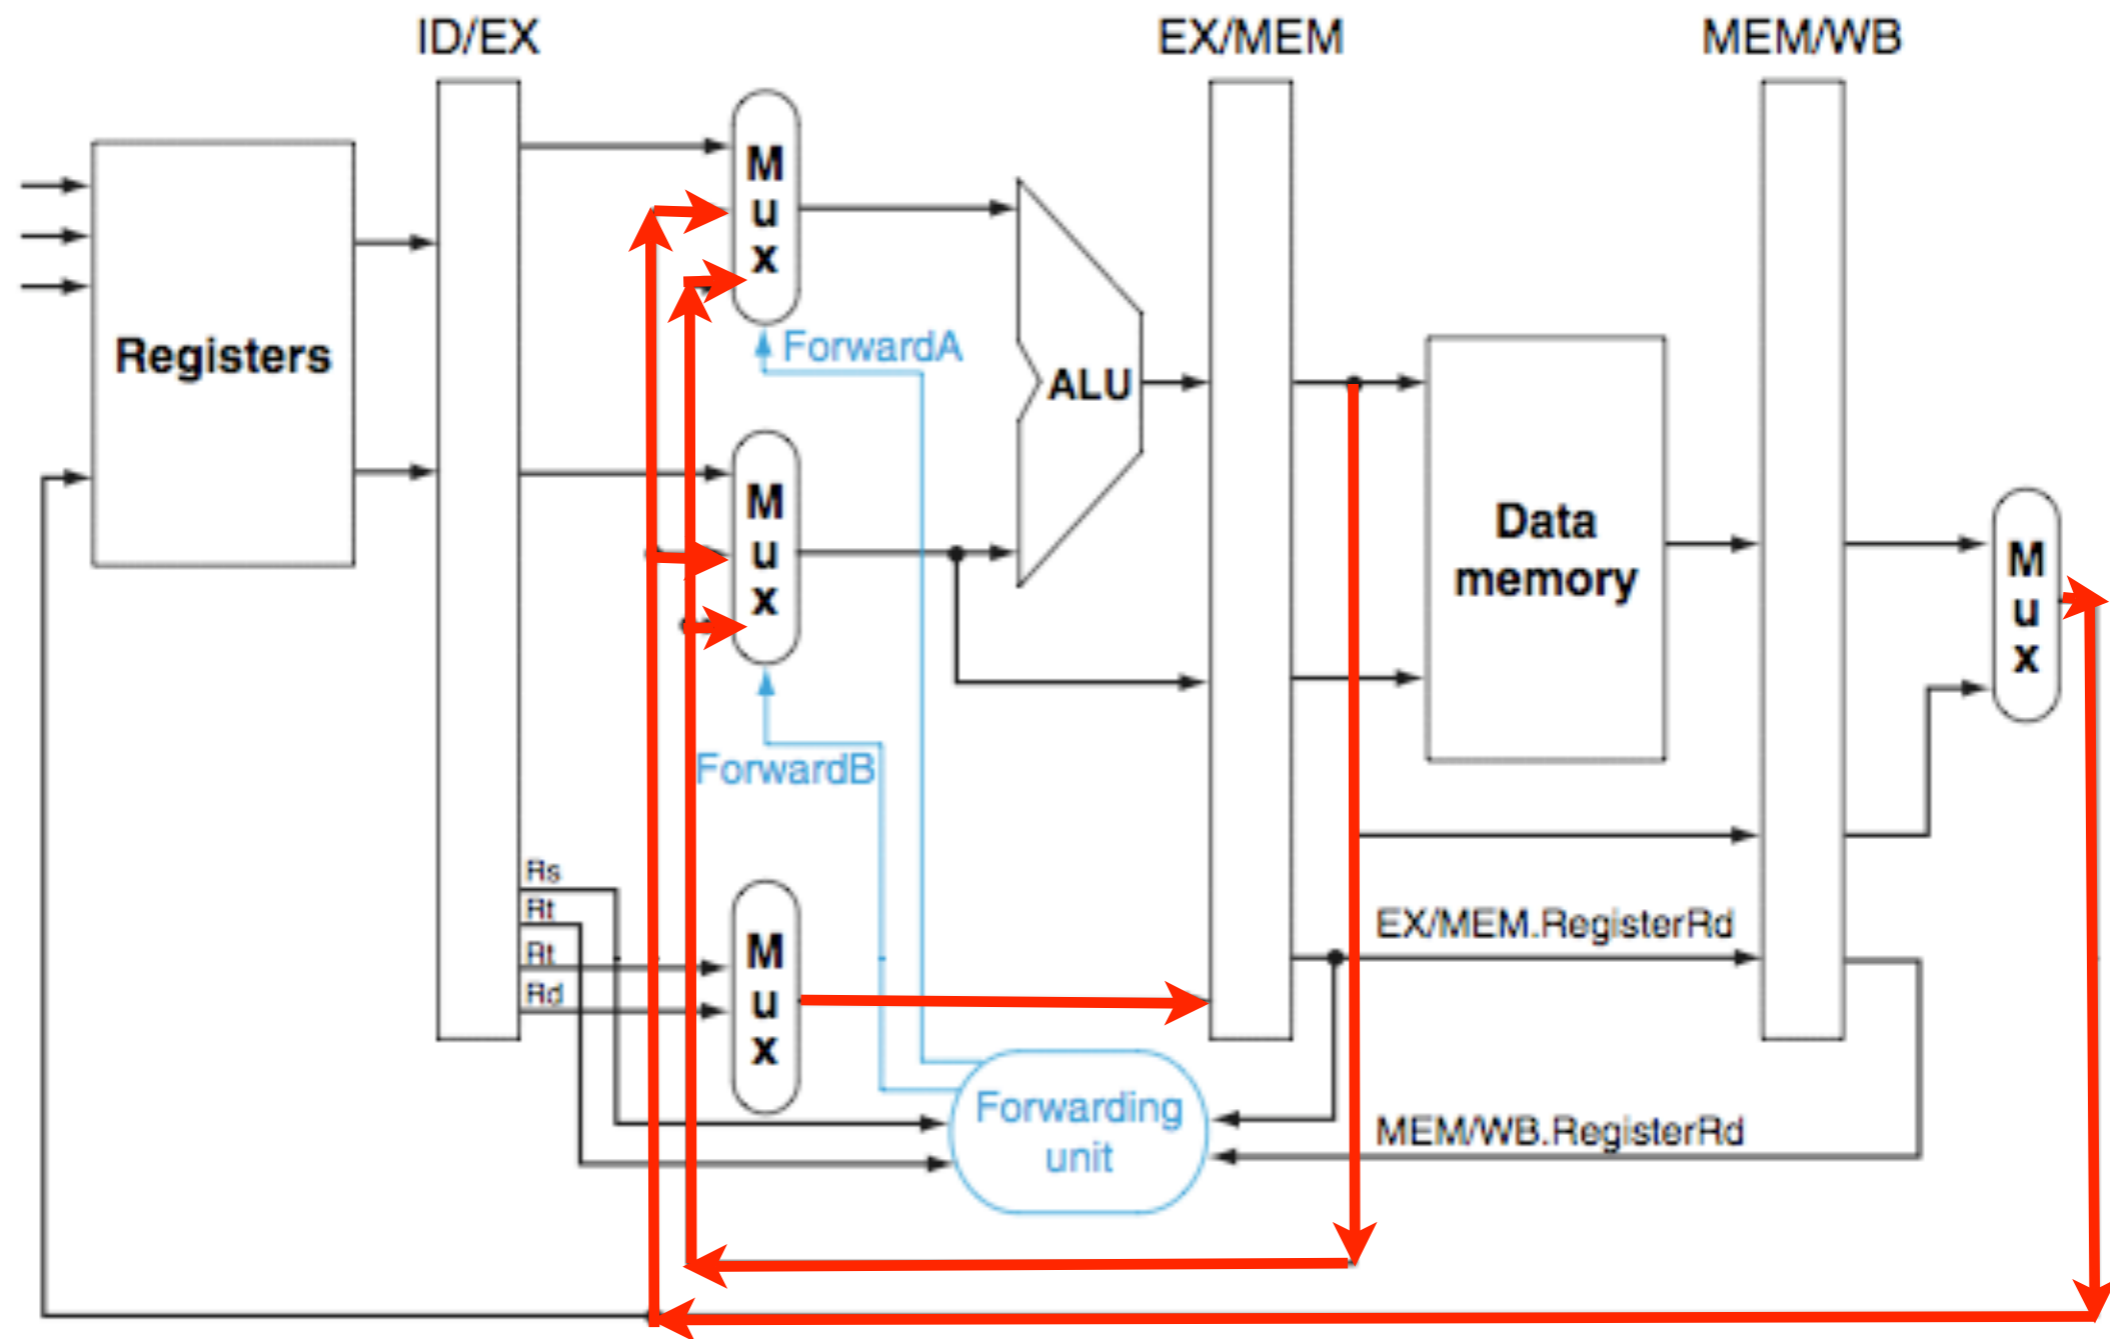 ID/EX
EX/MEM
MEM/WB
Registers
M
u
x
ForwardA
ALU
M
u
x
ForwardB
Data
memory
M
u
x
Rs
Rt
Rt
Rd
M
u
x
EX/MEM.RegisterRd
Forwarding
unit
MEM/WB.RegisterRd